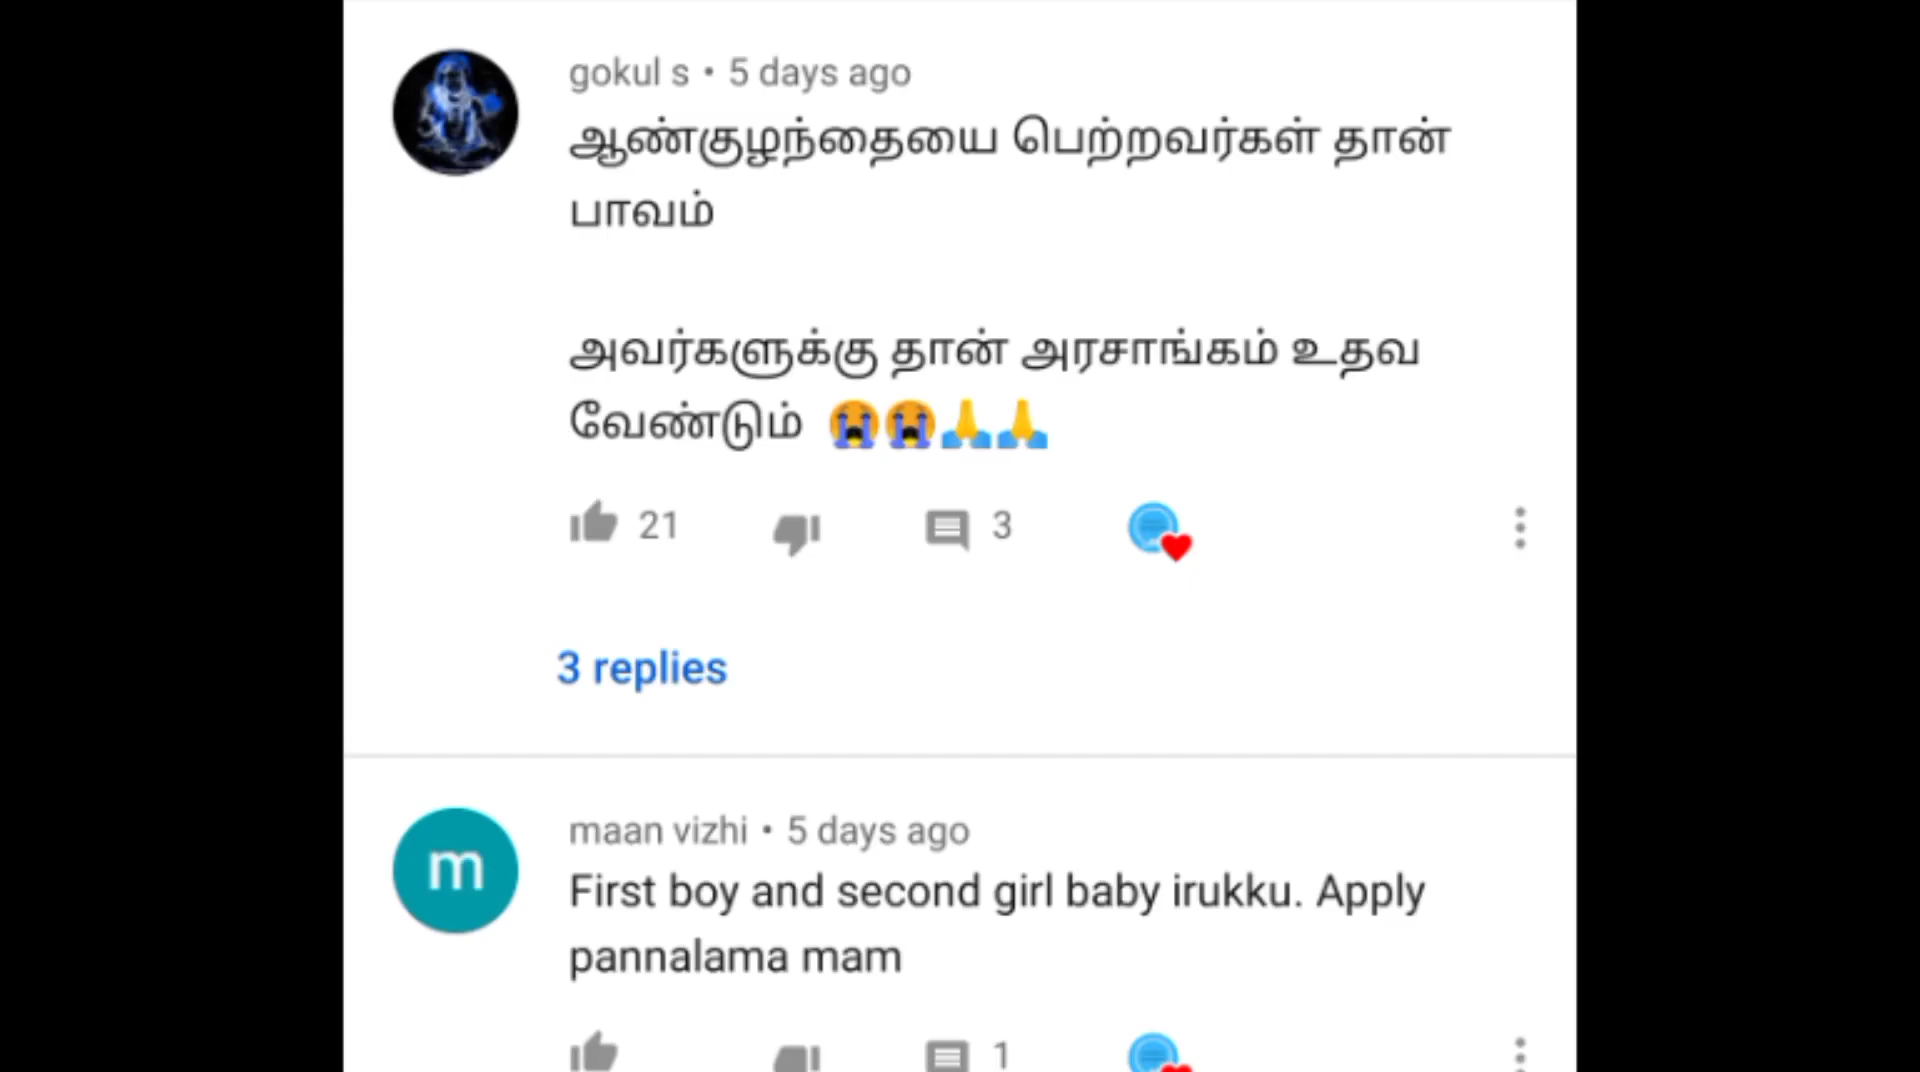 gokul s • 5 days ago
ஆண்குழந்தையை பெற்றவர்கள் தான்
பாவம்
அவர்களுக்கு தான் அரசாங்கம் உதவ
வேண்டும் 😭😭🙏🙏
21
3
3 replies
m
maan vizhi • 5 days ago
First boy and second girl baby irukku. Apply
pannalama mam
1